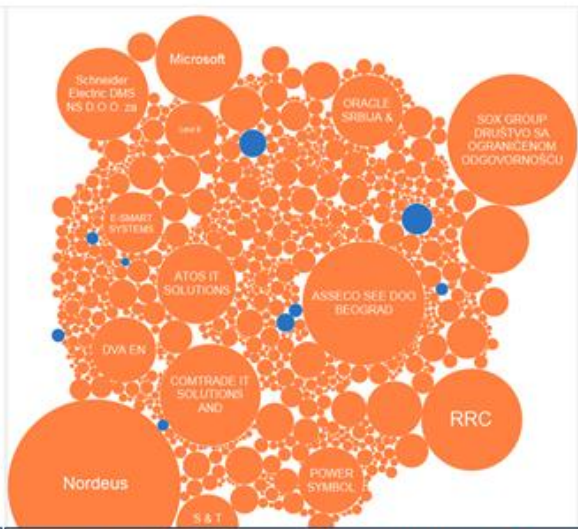 Microsoft
Schneider
Electric DMS
NS D.O.O. za
ORACLE
SRBIJA &
SOX GROUP
DRUŠTVO SA
OGRANIČENOM
ODGOVORNOŠĆU
E-SMART
SYSTEMS
ATOS IT
SOLUTIONS
ASSECO SEE DOO
BEOGRAD
DVA EN
COMTRADE IT
SOLUTIONS
AND
RRC
Nordeus
POWER
SYMBOL
S & T